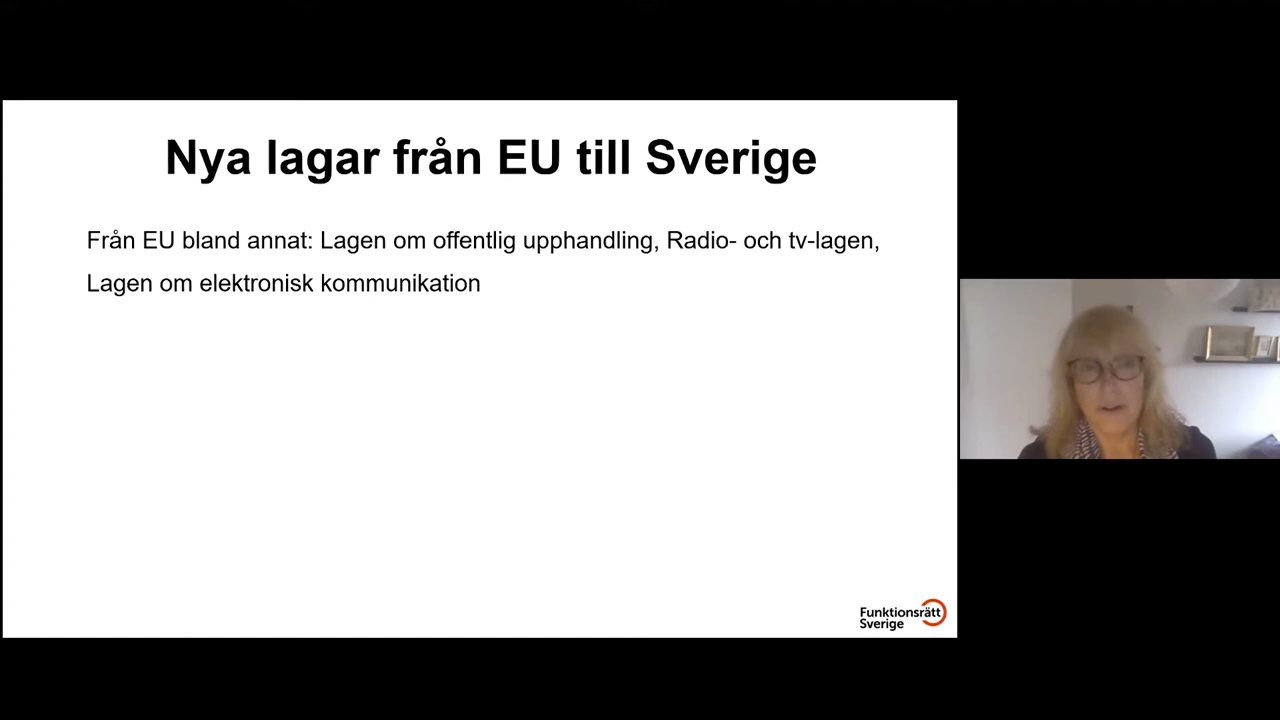 Nya lagar från EU till Sverige
Från EU bland annat: Lagen om offentlig upphandling, Radio- och tv-lagen,
Lagen om elektronisk kommunikation
Funktionsrätt
Sverige